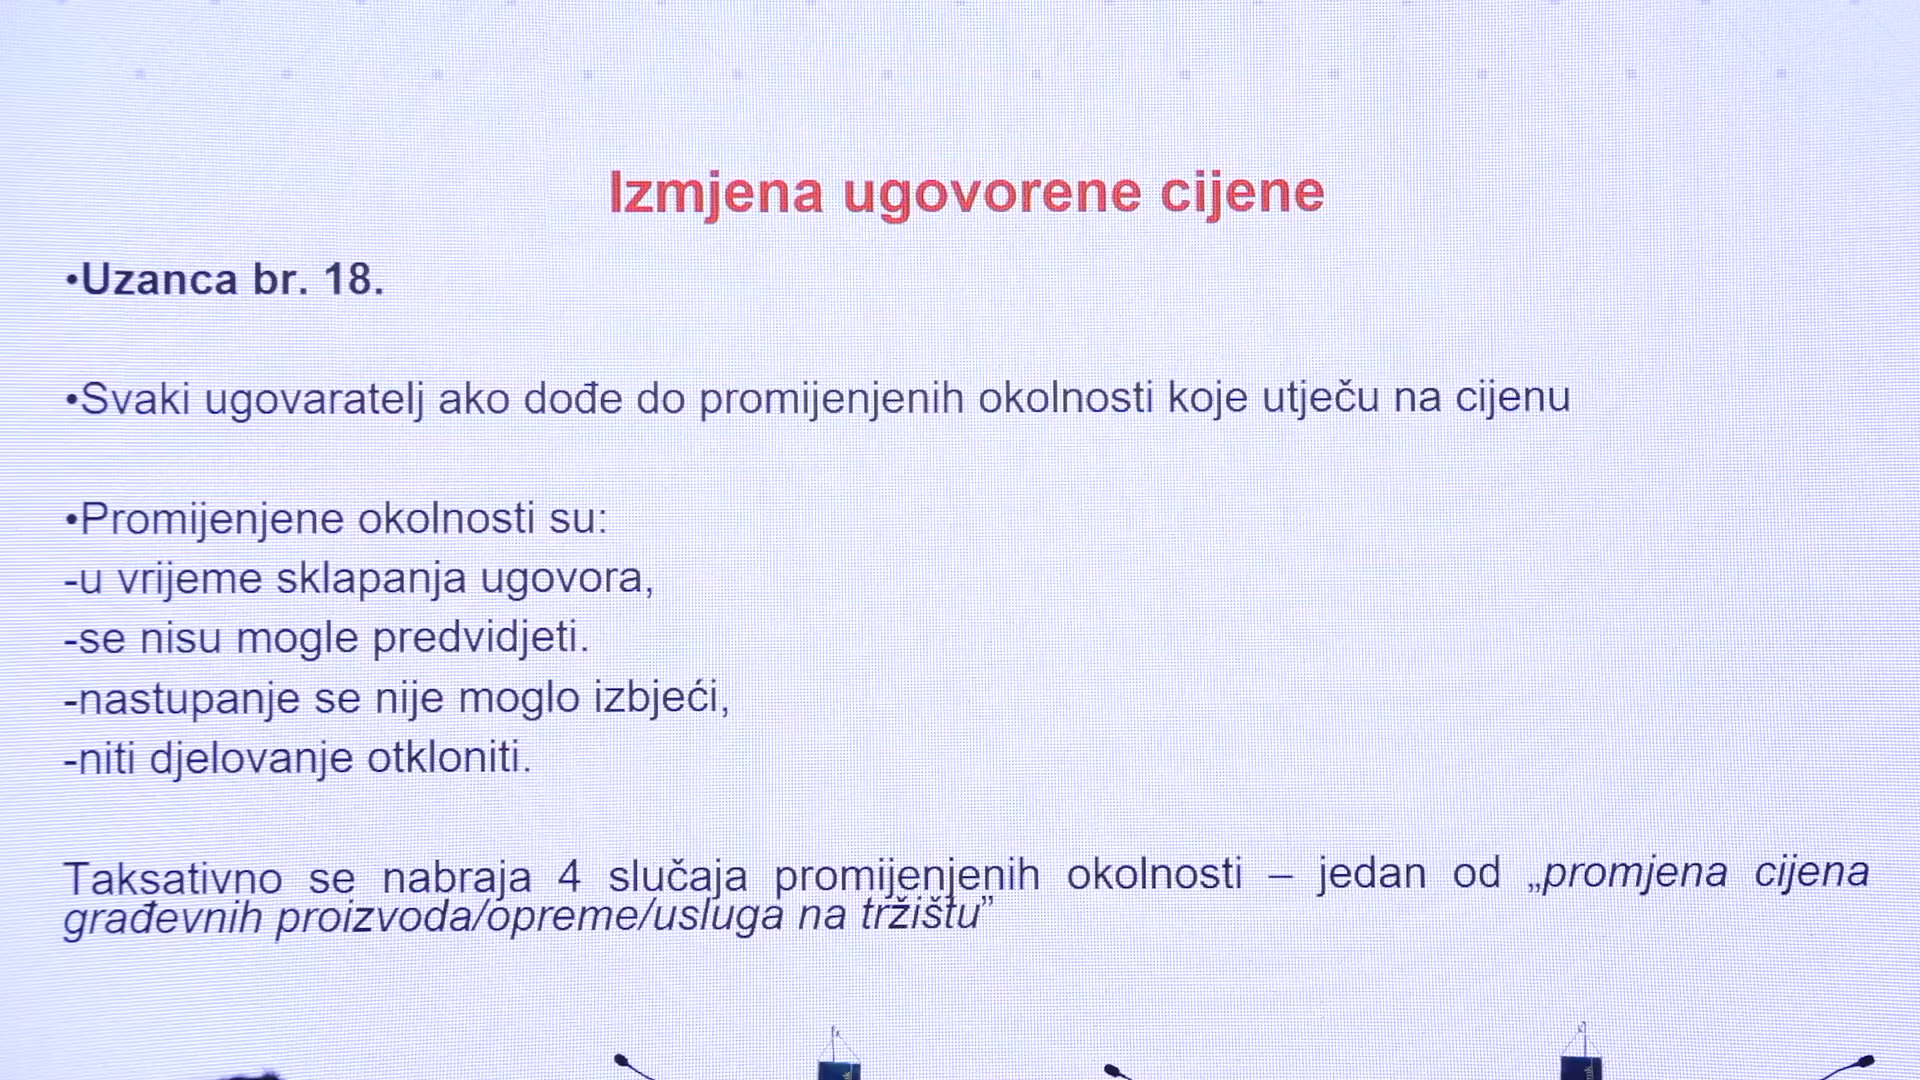 Izmjena ugovorene cijene
•Uzanca br. 18.
•Svaki ugovaratelj ako dođe do promijenjenih okolnosti koje utječu na cijenu
•Promijenjene okolnosti su:
-u vrijeme sklapanja ugovora,
-se nisu mogle predvidjeti.
-nastupanje se nije moglo izbjeći,
-niti djelovanje otkloniti.
Taksativno se nabraja 4 slučaja promijenjenih okolnosti – jedan od „promjena cijena
građevnih proizvoda/opreme/usluga na tržištu”